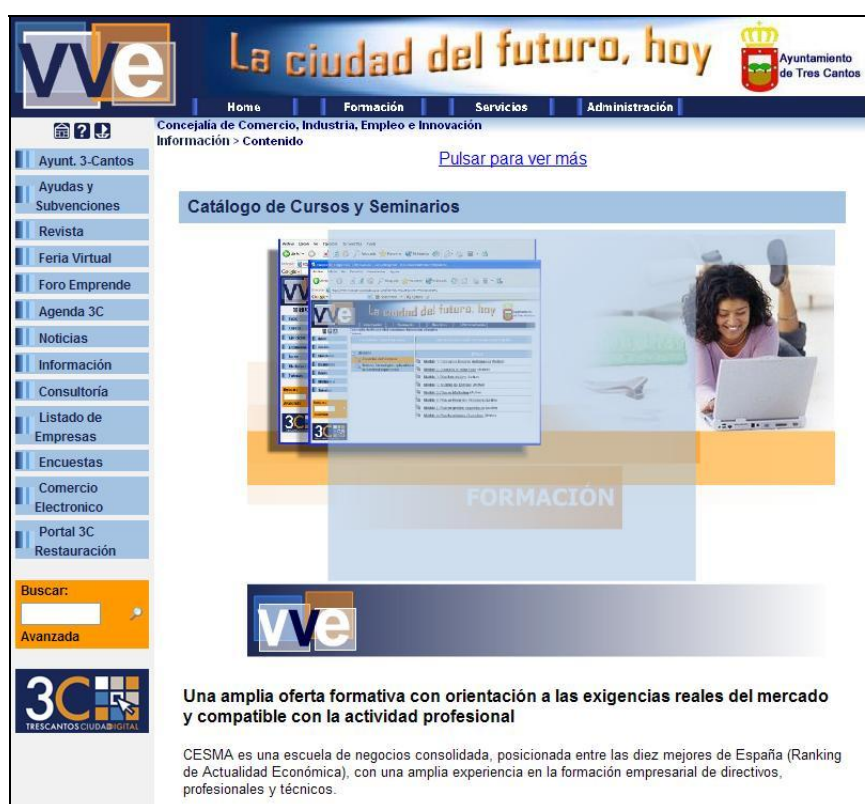 vve
La ciudad del futuro, hoy
Ayuntamiento
de Tres Cantos
Home
Formación
Servicios
Administración
Concejalía de Comercio, Industria, Empleo e Innovación
Información > Contenido
Pulsar para ver más
Ayunt. 3-Cantos
Ayudas y
Subvenciones
Revista
Feria Virtual
Foro Emprende
Agenda 3C
Noticias
Información
Consultoría
Listado de
Empresas
Encuestas
Comercio
Electronico
Portal 3C
Restauración
Buscar:
Avanzada
3C
TRESCANTOSCIUDADDIGITAL
Catálogo de Cursos y Seminarios
vve
La ciudad del futuro, hoy
3C
3C
FORMACIÓN
vve
Una amplia oferta formativa con orientación a las exigencias reales del mercado
y compatible con la actividad profesional
CESMA es una escuela de negocios consolidada, posicionada entre las diez mejores de España (Ranking
de Actualidad Económica), con una amplia experiencia en la formación empresarial de directivos,
profesionales y técnicos.